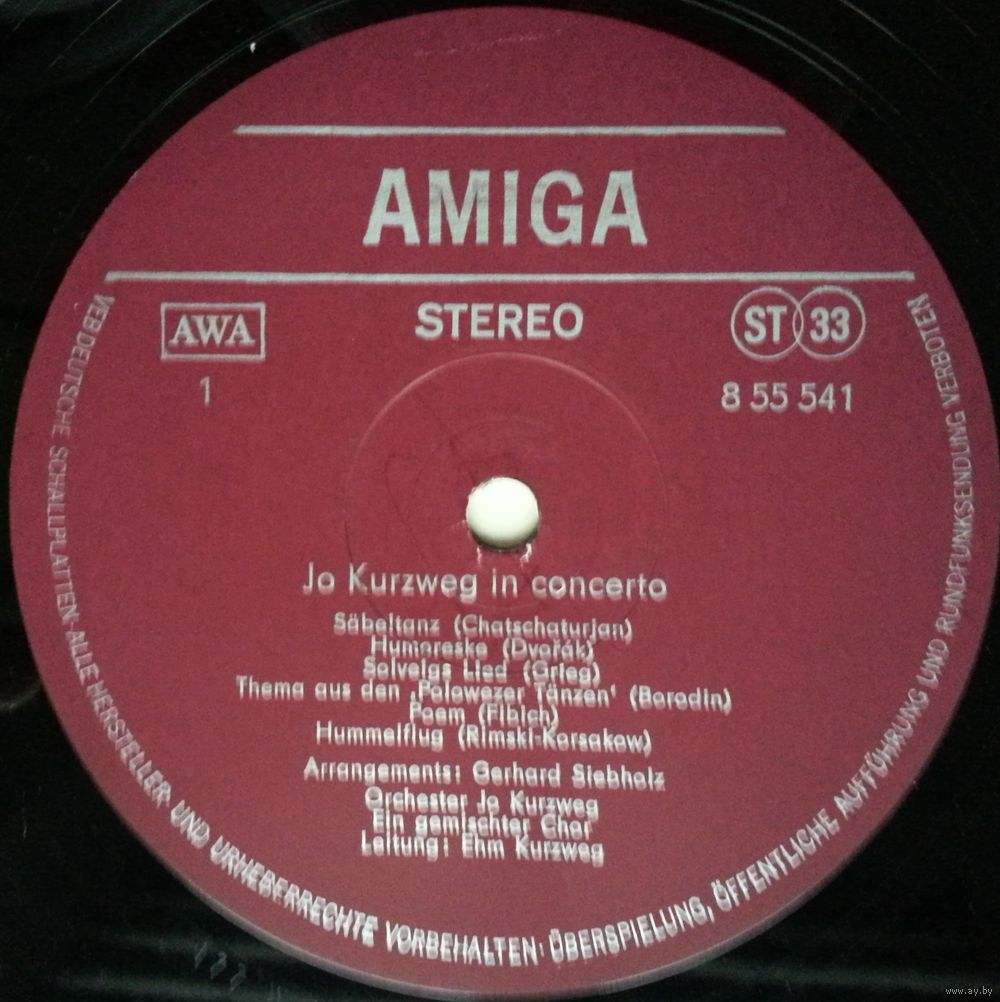 AMIGA
AWA STEREO ST 33
1 8 55 541
Jo Kurzweg in concerto
Säbeltanz (Chatschaturjan)
Humoreske (Dvořák)
Solveigs Lied (Grieg)
Thema aus den ‚Polowezer Tänzen‘ (Borodin)
Poem (Fibich)
Hummelflug (Rimski-Korsakow)
Arrangements: Gerhard Siebholz
Orchester Jo Kurzweg
Ein gemischter Chor
Leitung: Ehm Kurzweg
VEB DEUTSCHE SCHALLPLATTEN·ALLE HERSTELLER- UND URHEBERRECHTE VORBEHALTEN·ÜBERSPIELUNG, ÖFFENTLICHE AUFFÜHRUNG UND RUNDFUNKSENDUNG VERBOTEN
www.ay.by